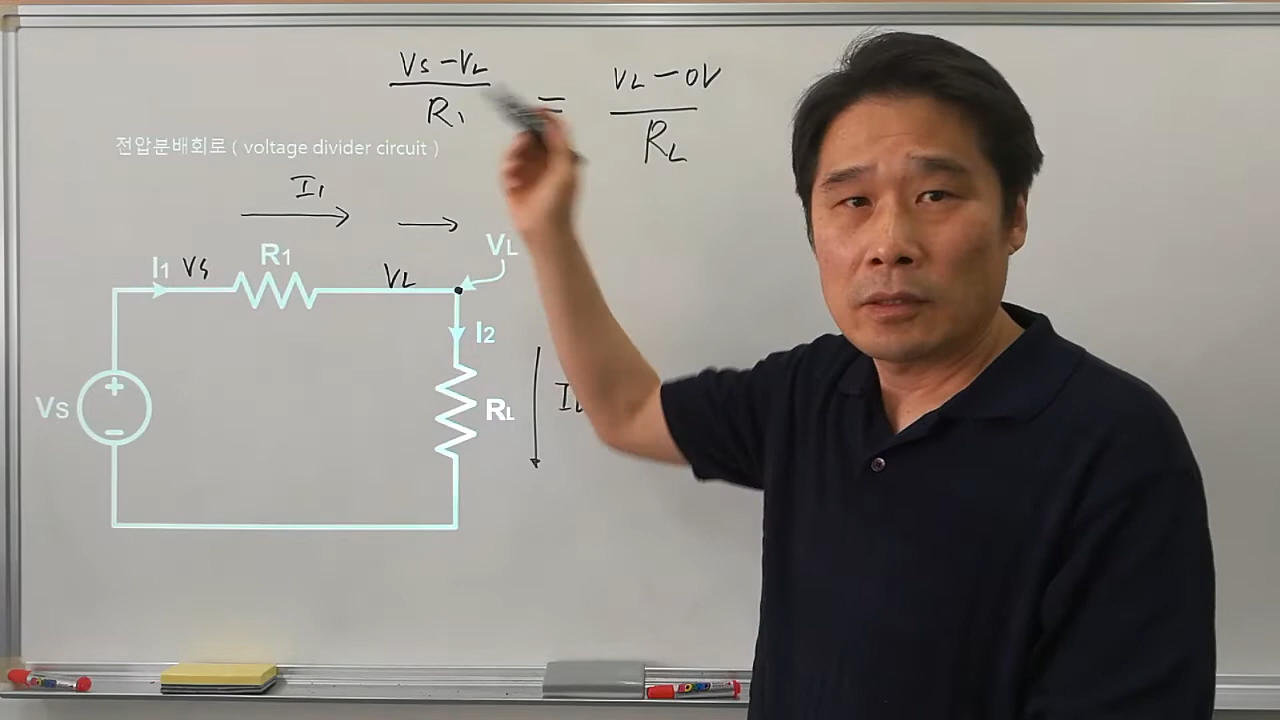 VS-VL
R1
=
VL-0V
RL
전압분배회로 ( voltage divider circuit )
I1
I1
VS
R1
VL
VL
I2
VS
RL
IL